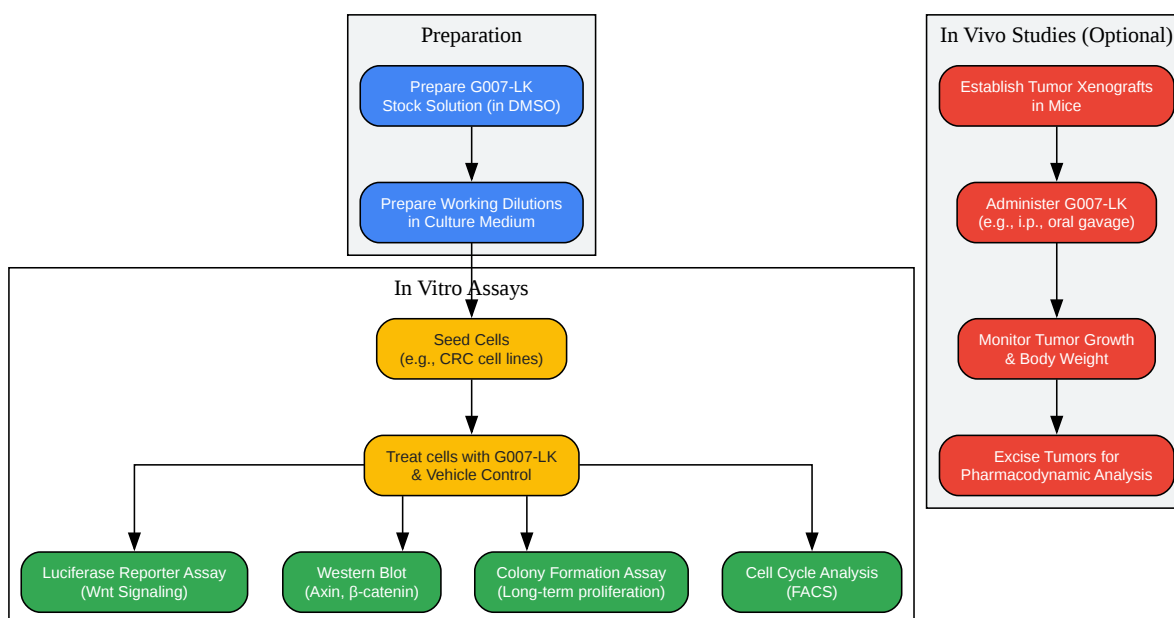 Preparation
Prepare G007-LK
Stock Solution (in DMSO)
Prepare Working Dilutions
in Culture Medium
In Vitro Assays
Seed Cells
(e.g., CRC cell lines)
Treat cells with G007-LK
& Vehicle Control
Luciferase Reporter Assay
(Wnt Signaling)
Western Blot
(Axin, β-catenin)
Colony Formation Assay
(Long-term proliferation)
Cell Cycle Analysis
(FACS)
In Vivo Studies (Optional)
Establish Tumor Xenografts
in Mice
Administer G007-LK
(e.g., i.p., oral gavage)
Monitor Tumor Growth
& Body Weight
Excise Tumors for
Pharmacodynamic Analysis